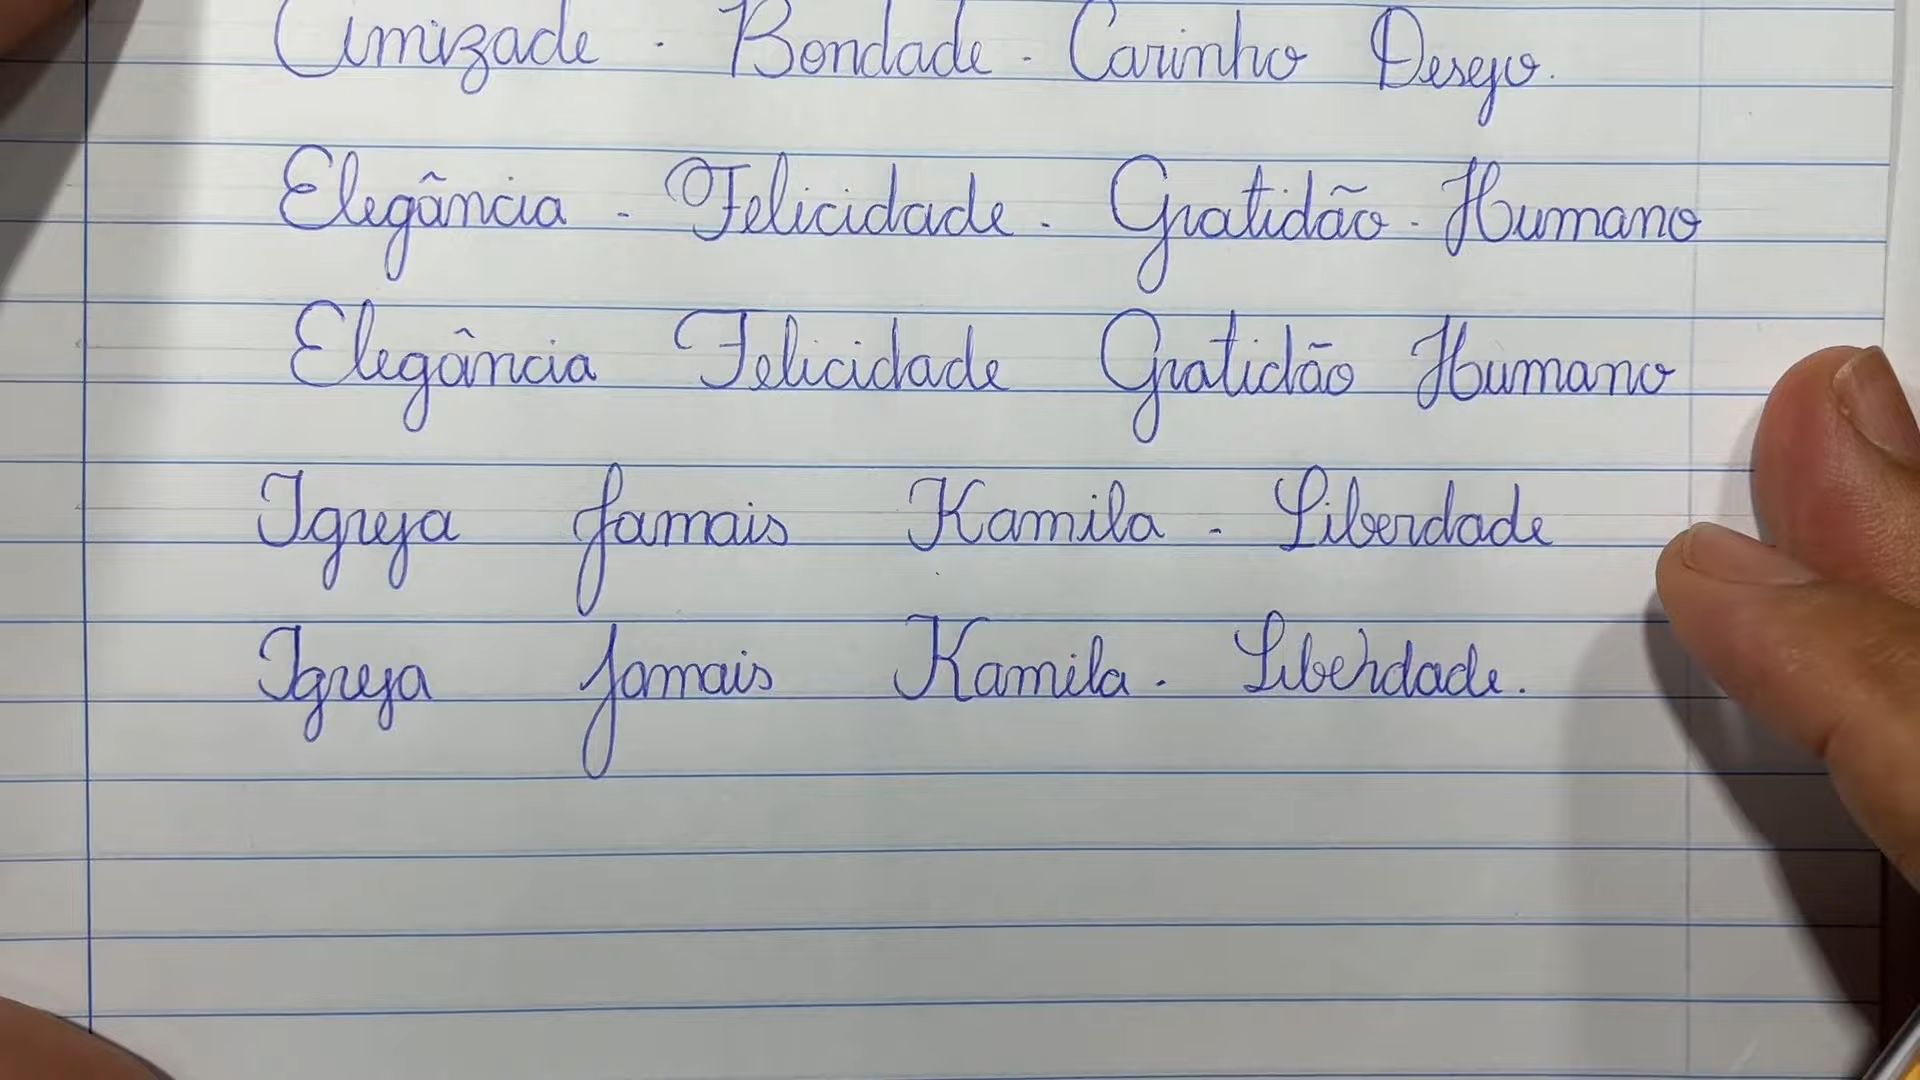 Amizade - Bondade - Carinho Desejo.
Elegância - Felicidade - Gratidão - Humano
Elegância Felicidade Gratidão Humano
Igreja Jamais Kamila - Liberdade
Igreja Jamais Kamila - Liberdade.